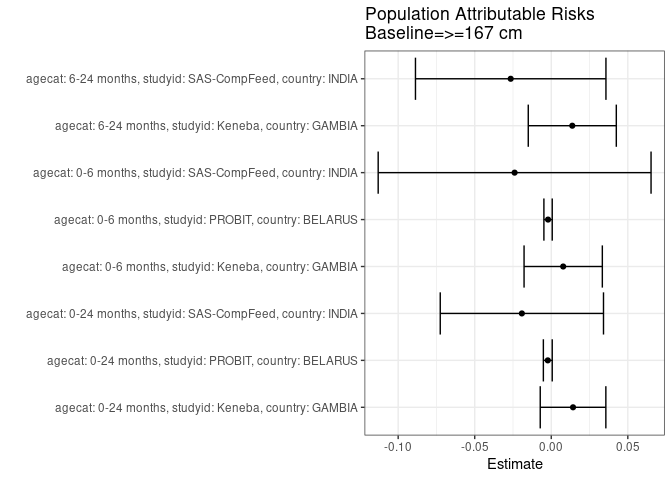 Population Attributable Risks
Baseline=>=167 cm
agecat: 6-24 months, studyid: SAS-CompFeed, country: INDIA
agecat: 6-24 months, studyid: Keneba, country: GAMBIA
agecat: 0-6 months, studyid: SAS-CompFeed, country: INDIA
agecat: 0-6 months, studyid: PROBIT, country: BELARUS
agecat: 0-6 months, studyid: Keneba, country: GAMBIA
agecat: 0-24 months, studyid: SAS-CompFeed, country: INDIA
agecat: 0-24 months, studyid: PROBIT, country: BELARUS
agecat: 0-24 months, studyid: Keneba, country: GAMBIA
-0.10 -0.05 0.00 0.05
Estimate